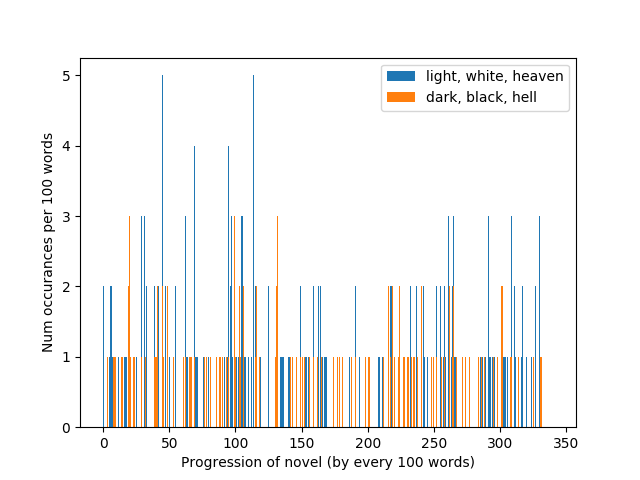 light, white, heaven
dark, black, hell
5
4
3
2
1
0
Num occurances per 100 words
0 50 100 150 200 250 300 350
Progression of novel (by every 100 words)